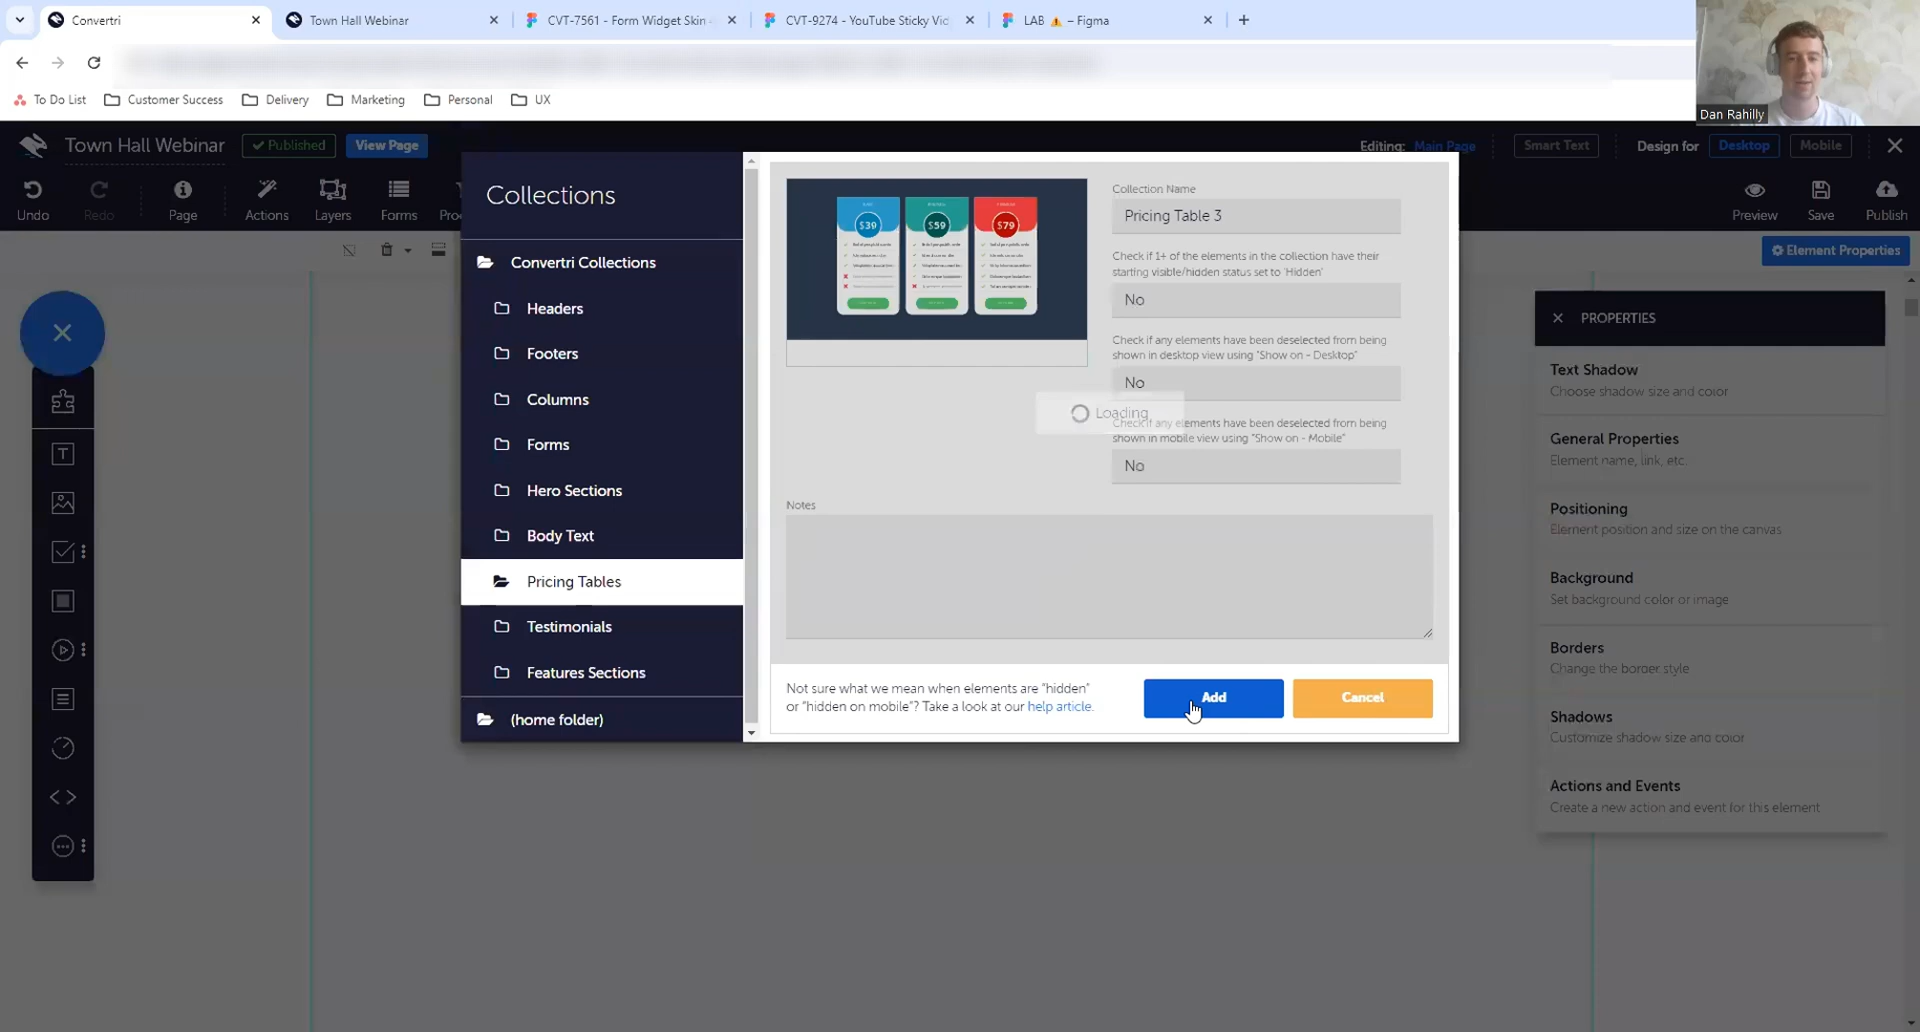 Convertri
Town Hall Webinar
CVT-7561 - Form Widget Skin
CVT-9274 - YouTube Sticky Vid
LAB ⚠ – Figma
To Do List
Customer Success
Delivery
Marketing
Personal
UX
Dan Rahilly
Town Hall Webinar
Published
View Page
Editing: Main Page
Smart Text
Design for
Desktop
Mobile
Undo
Redo
Page
Actions
Layers
Forms
Preview
Save
Publish
Element Properties
Collections
Convertri Collections
Headers
Footers
Columns
Forms
Hero Sections
Body Text
Pricing Tables
Testimonials
Features Sections
(home folder)
$39
$59
$79
Collection Name
Pricing Table 3
Check if 1+ of the elements in the collection have their
starting visible/hidden status set to 'Hidden'
No
Check if any elements have been deselected from being
shown in desktop view using "Show on - Desktop"
No
Loading
Check if any elements have been deselected from being
shown in mobile view using "Show on - Mobile"
No
Notes
Not sure what we mean when elements are "hidden"
or "hidden on mobile"? Take a look at our help article.
Add
Cancel
PROPERTIES
Text Shadow
Choose shadow size and color
General Properties
Element name, link, etc.
Positioning
Element position and size on the canvas
Background
Set background color or image
Borders
Change the border style
Shadows
Customize shadow size and color
Actions and Events
Create a new action and event for this element